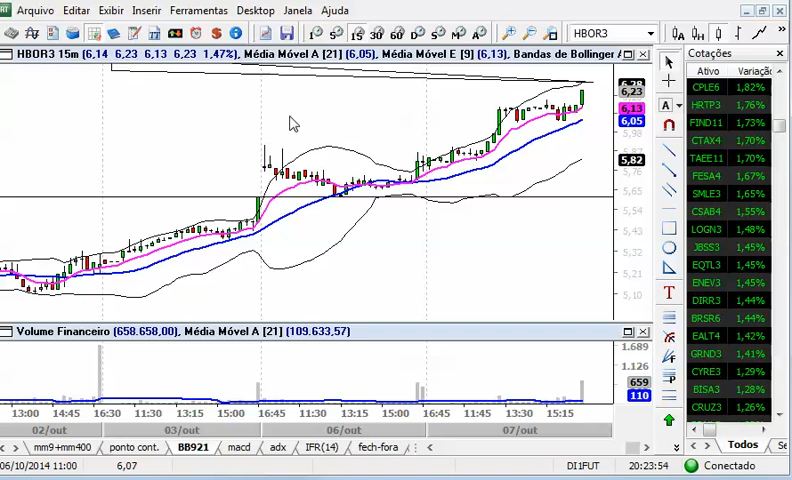 Arquivo Editar Exibir Inserir Ferramentas Desktop Janela Ajuda
1 5 15 30 60 D S M A HBOR3
HBOR3 15m (6,14 6,23 6,13 6,23 1,47%), Média Móvel A [21] (6,05), Média Móvel E [9] (6,13), Bandas de Bollinger
Cotações
Ativo Variação
CPLE6 1,82%
HRTP3 1,76%
FIND11 1,73%
CTAX4 1,70%
TAEE11 1,70%
FESA4 1,67%
SMLE3 1,65%
CSAB4 1,55%
LOGN3 1,48%
JBSS3 1,45%
EQTL3 1,45%
ENEV3 1,45%
DIRR3 1,44%
BRSR6 1,44%
EALT4 1,42%
GRND3 1,41%
CYRE3 1,29%
BISA3 1,28%
CRUZ3 1,26%
Todos
6,28
6,23
6,13
6,05
5,98
5,87
5,82
5,76
5,65
5,54
5,43
5,32
5,21
5,10
A
T
Volume Financeiro (658.658,00), Média Móvel A [21] (109.633,57)
1.689
1.126
659
110
13:00 14:45 16:30 11:30 13:15 15:00 16:45 11:30 13:15 15:00 16:45 11:45 13:30 15:15
02/out 03/out 06/out 07/out
mm9+mm400 ponto cont. BB921 macd adx IFR(14) fech-fora
06/10/2014 11:00 6,07 DI1FUT 20:23:54 Conectado